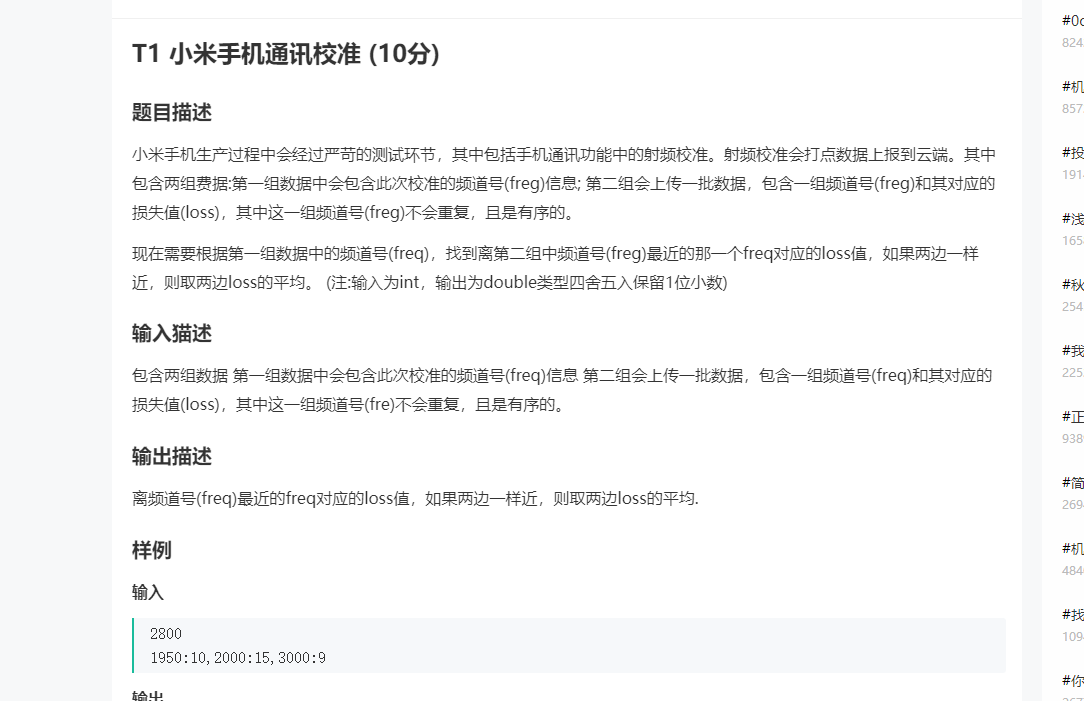 T1 小米手机通讯校准 (10分)
题目描述
小米手机生产过程中会经过严苛的测试环节，其中包括手机通讯功能中的射频校准。射频校准会打点数据上报到云端。其中
包含两组费据:第一组数据中会包含此次校准的频道号(freg)信息; 第二组会上传一批数据，包含一组频道号(freg)和其对应的
损失值(loss)，其中这一组频道号(freg)不会重复，且是有序的。
现在需要根据第一组数据中的频道号(freq)，找到离第二组中频道号(freg)最近的那一个freq对应的loss值，如果两边一样
近，则取两边loss的平均。 (注:输入为int，输出为double类型四舍五入保留1位小数)
输入猫述
包含两组数据 第一组数据中会包含此次校准的频道号(freq)信息 第二组会上传一批数据，包含一组频道号(freq)和其对应的
损失值(loss)，其中这一组频道号(fre)不会重复，且是有序的。
输出描述
离频道号(freq)最近的freq对应的loss值，如果两边一样近，则取两边loss的平均.
样例
输入
2800
1950:10,2000:15,3000:9
输出
#机
857
#投
191
#浅
165
#秋
254
#我
225
#正
938
#简
269
#机
484
#找
109
#你